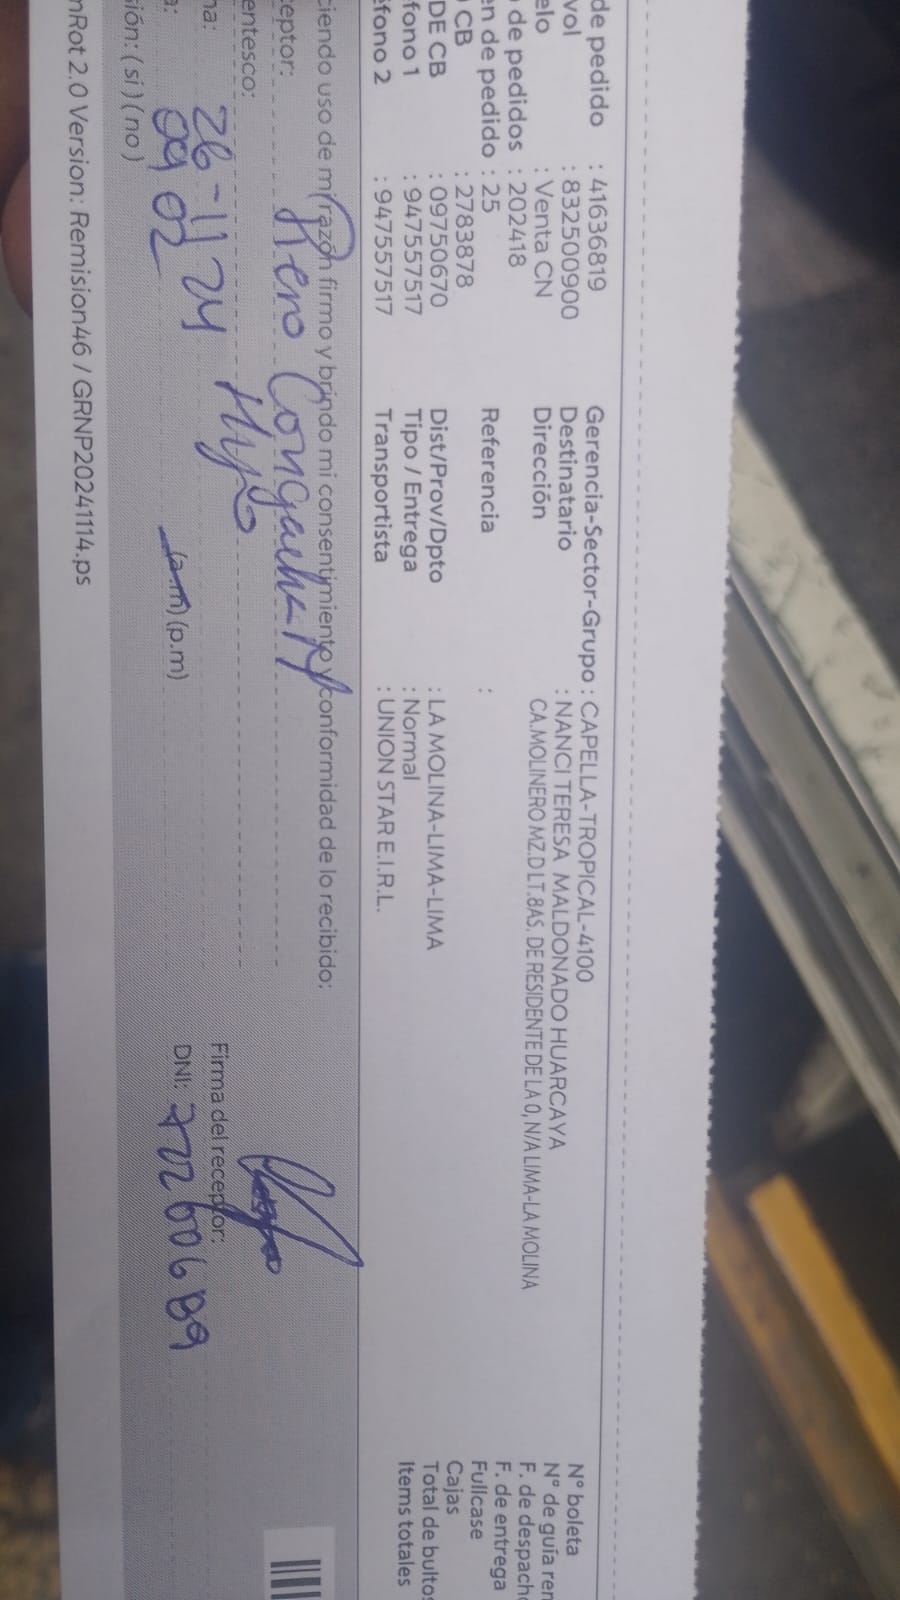 de pedido : 41636819
vol : 832500900
elo : Venta CN
de pedidos : 202418
en de pedido : 25
CB : 2783878
DE CB : 09750670
fono 1 : 947557517
fono 2 : 947557517
Gerencia-Sector-Grupo : CAPELLA-TROPICAL-4100
Destinatario : NANCI TERESA MALDONADO HUARCAYA
Dirección CA.MOLINERO MZ.D LT.8AS. DE RESIDENTE DE LA 0, N/A LIMA-LA MOLINA
Referencia :
Dist/Prov/Dpto : LA MOLINA-LIMA-LIMA
Tipo / Entrega : Normal
Transportista : UNION STAR E.I.R.L.
N° boleta
N° de guía rem
F. de despach
F. de entrega
Fullcase
Cajas
Total de bultos
Items totales
ciendo uso de mi razón firmo y brindo mi consentimiento y conformidad de lo recibido:
ceptor:
entesco: Hijo
na: 26-11 24
a: 09 02 (a.m) (p.m)
sión: ( si ) ( no )
Firma del receptor:
DNI:
nRot 2.0 Version: Remision46 / GRNP20241114.ps